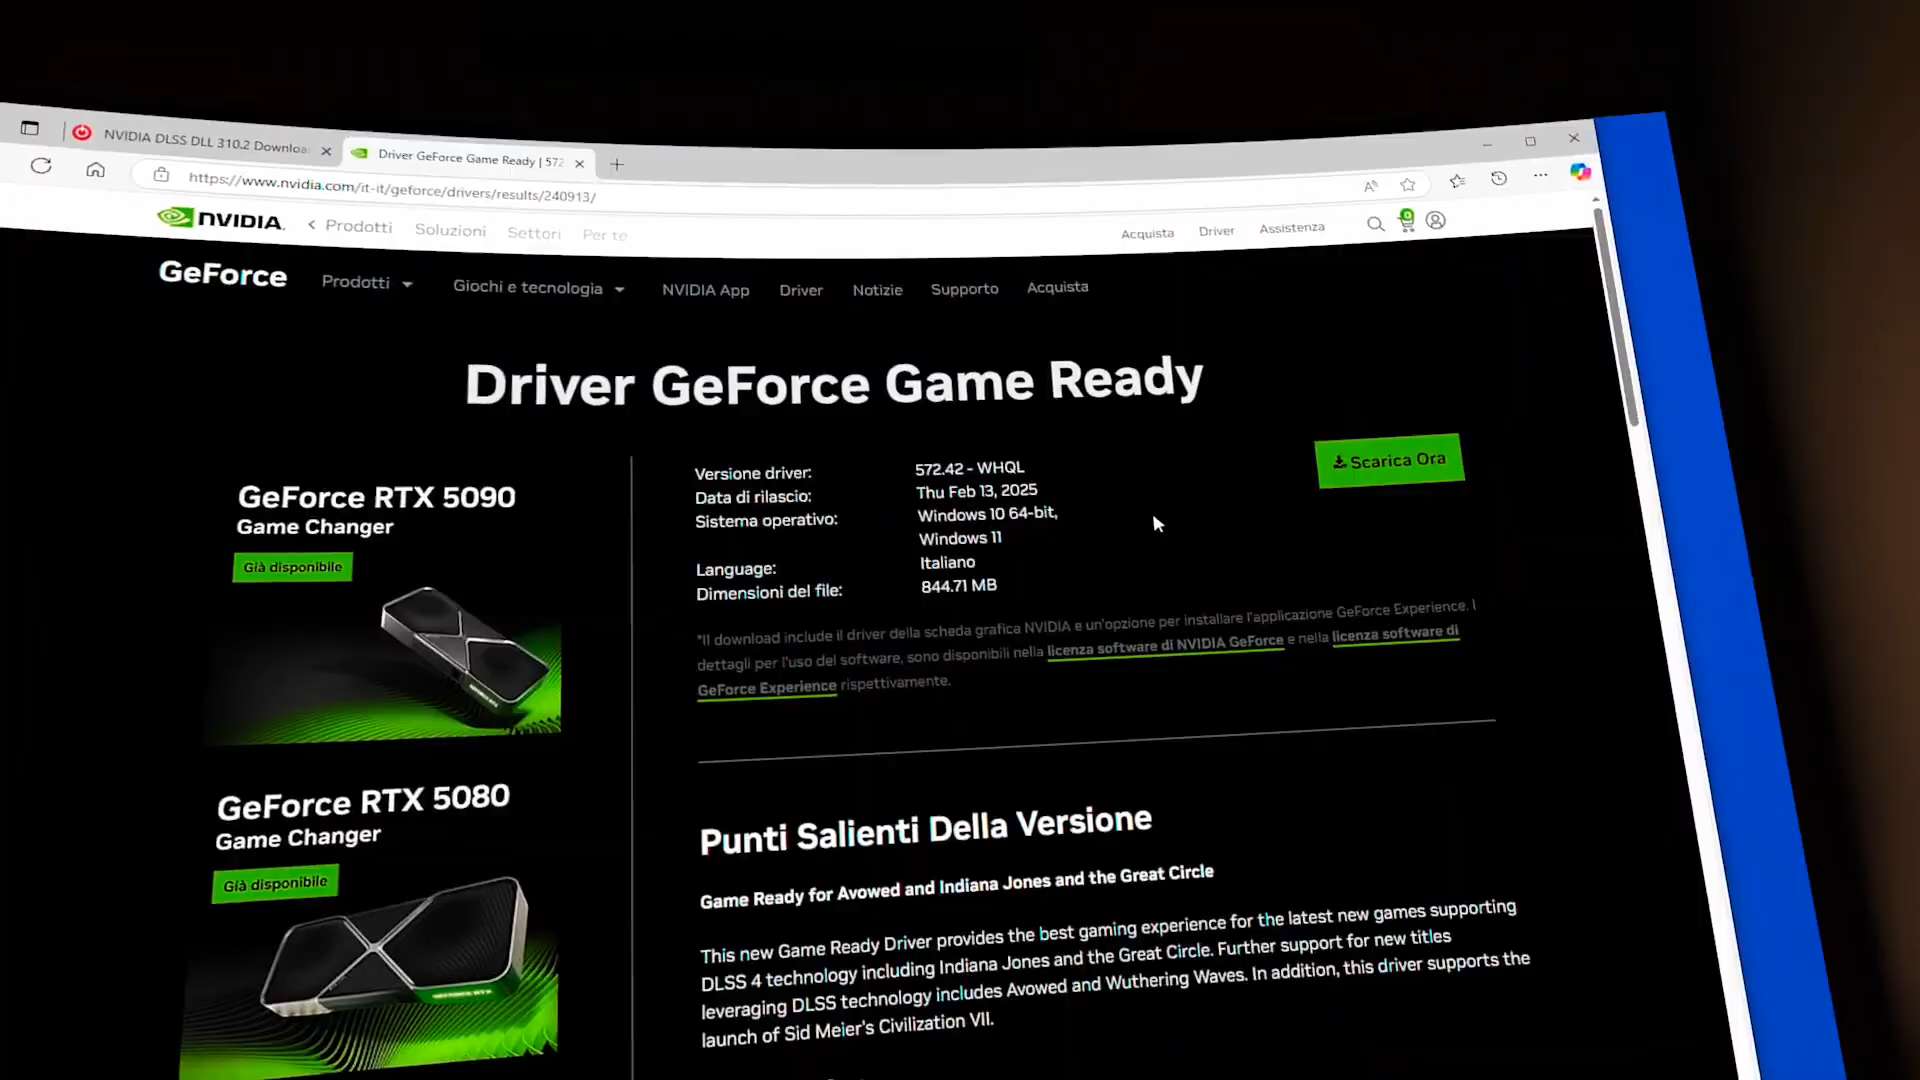 NVIDIA DLSS DLL 310.2 Downloa
Driver GeForce Game Ready | 572
https://www.nvidia.com/it-it/geforce/drivers/results/240913/
NVIDIA. Prodotti Soluzioni Settori Per te Acquista Driver Assistenza 0
GeForce Prodotti Giochi e tecnologia NVIDIA App Driver Notizie Supporto Acquista
Driver GeForce Game Ready
GeForce RTX 5090
Game Changer
Già disponibile
GeForce RTX 5080
Game Changer
Già disponibile
Versione driver: 572.42 - WHQL
Data di rilascio: Thu Feb 13, 2025
Sistema operativo: Windows 10 64-bit,
Windows 11
Language: Italiano
Dimensioni del file: 844.71 MB
Scarica Ora
*Il download include il driver della scheda grafica NVIDIA e un'opzione per installare l'applicazione GeForce Experience. I
dettagli per l'uso del software, sono disponibili nella licenza software di NVIDIA GeForce e nella licenza software di
GeForce Experience rispettivamente.
Punti Salienti Della Versione
Game Ready for Avowed and Indiana Jones and the Great Circle
This new Game Ready Driver provides the best gaming experience for the latest new games supporting
DLSS 4 technology including Indiana Jones and the Great Circle. Further support for new titles
leveraging DLSS technology includes Avowed and Wuthering Waves. In addition, this driver supports the
launch of Sid Meier's Civilization VII.